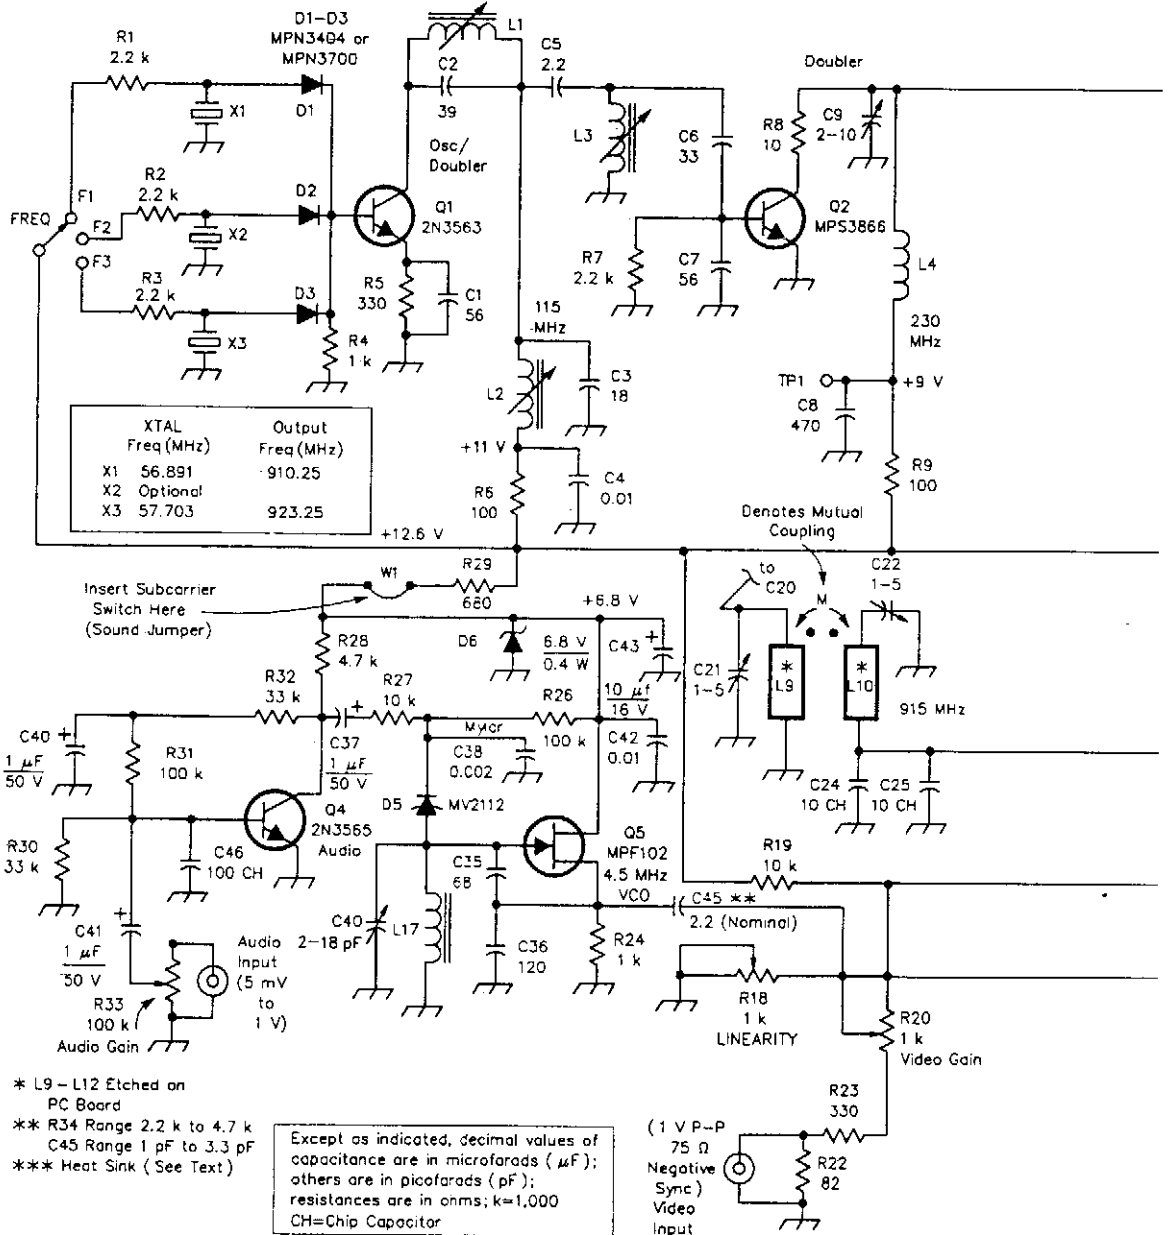 D1-D3
MPN3404 or
MPN3700
R1
2.2 k
X1
D1
R2
2.2 k
X2
D2
FREQ
F1
F2
F3
R3
2.2 k
X3
D3
R4
1 k
L1
C2
39
Osc/
Doubler
Q1
2N3563
R5
330
C1
56
C5
2.2
L3
C6
33
R7
2.2 k
C7
56
115
MHz
L2
C3
18
+11 V
C4
0.01
R6
100
Doubler
R8
10
C9
2-10
Q2
MPS3866
L4
230
MHz
TP1
+9 V
C8
470
R9
100
XTAL Output
Freq (MHz) Freq (MHz)
X1 56.891 910.25
X2 Optional
X3 57.703 923.25
+12.6 V
Denotes Mutual
Coupling
Insert Subcarrier
Switch Here
(Sound Jumper)
W1
R29
680
+6.8 V
D6
6.8 V
0.4 W
C43
+
10 μf
16 V
R28
4.7 k
R32
33 k
R27
10 k
R26
100 k
C42
0.01
C40
+
1 μF
50 V
R31
100 k
+
C37
1 μF
50 V
Mylar
C38
0.002
D5
MV2112
Q4
2N3565
Audio
R30
33 k
C46
100 CH
C35
68
Q5
MPF102
4.5 MHz
VCO
C41
+
1 μF
50 V
R33
100 k
Audio Gain
Audio
Input
(5 mV
to
1 V)
C40
2-18 pF
L17
C36
120
R24
1 k
C45 **
2.2 (Nominal)
to
C20
M
C22
1-5
C21
1-5
*
L9
*
L10
915 MHz
C24
10 CH
C25
10 CH
R19
10 k
R18
1 k
LINEARITY
R20
1 k
Video Gain
R23
330
(1 V P-P
75 Ω
Negative
Sync)
Video
Input
R22
82
* L9 - L12 Etched on
PC Board
** R34 Range 2.2 k to 4.7 k
C45 Range 1 pF to 3.3 pF
*** Heat Sink (See Text)
Except as indicated, decimal values of
capacitance are in microfarads (μF);
others are in picofarads (pF);
resistances are in ohms; k=1,000
CH=Chip Capacitor